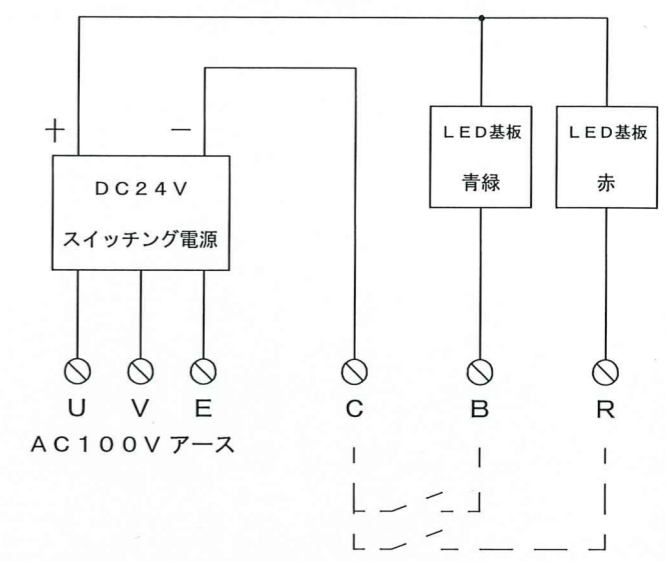 + −
LED基板 LED基板
青緑 赤
DC24V
スイッチング電源
U V E C B R
AC100V アース